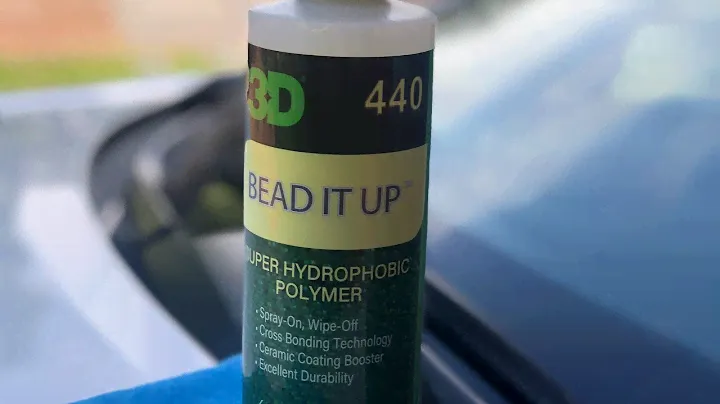 3D
440
BEAD IT UP™
SUPER HYDROPHOBIC
POLYMER
· Spray-On, Wipe-Off
· Cross Bonding Technology
· Ceramic Coating Booster
· Excellent Durability